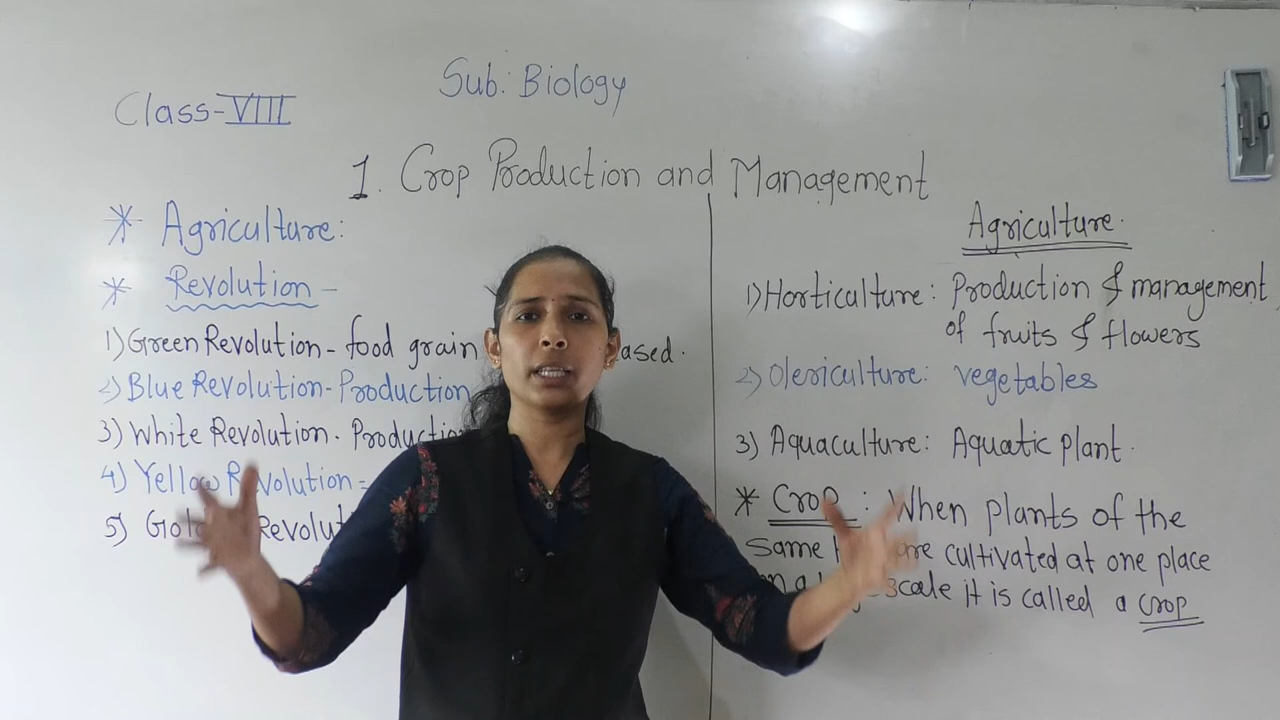 Sub: Biology
Class-VIII
1. Crop Production and Management
* Agriculture:
* Revolution -
1) Green Revolution - food grain ased.
2) Blue Revolution - Production
3) White Revolution.
4) Yellow Revolution =
5)
Agriculture.
1) Horticulture: Production & management
of fruits & flowers
2) Olericulture: vegetables
3) Aquaculture: Aquatic plant.
* Crop: When plants of the
same are cultivated at one place
scale it is called a crop